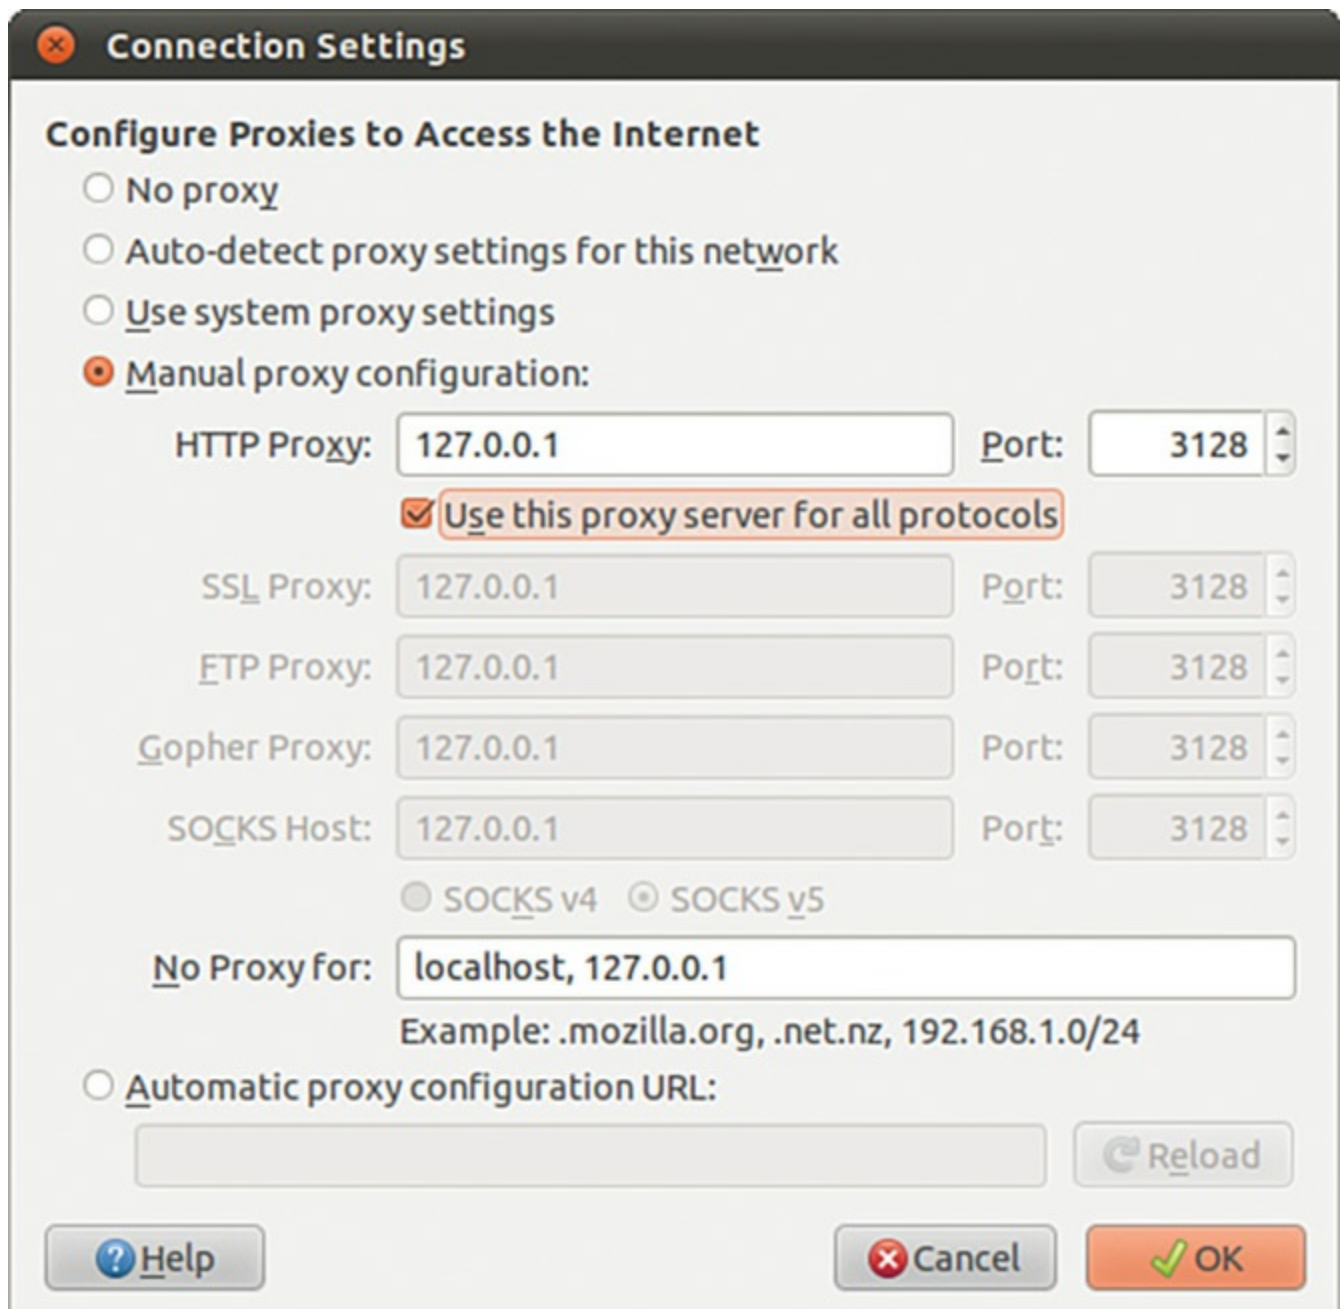 Connection Settings
Configure Proxies to Access the Internet
No proxy
Auto-detect proxy settings for this network
Use system proxy settings
Manual proxy configuration:
HTTP Proxy: 127.0.0.1 Port: 3128
Use this proxy server for all protocols
SSL Proxy: 127.0.0.1 Port: 3128
FTP Proxy: 127.0.0.1 Port: 3128
Gopher Proxy: 127.0.0.1 Port: 3128
SOCKS Host: 127.0.0.1 Port: 3128
SOCKS v4 SOCKS v5
No Proxy for: localhost, 127.0.0.1
Example: .mozilla.org, .net.nz, 192.168.1.0/24
Automatic proxy configuration URL:
Reload
Help Cancel OK